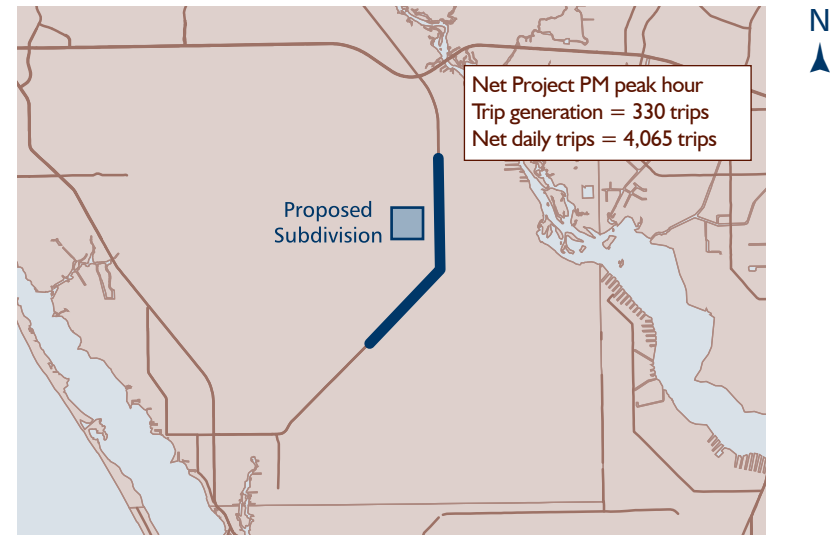 N
Net Project PM peak hour
Trip generation = 330 trips
Net daily trips = 4,065 trips
Proposed
Subdivision